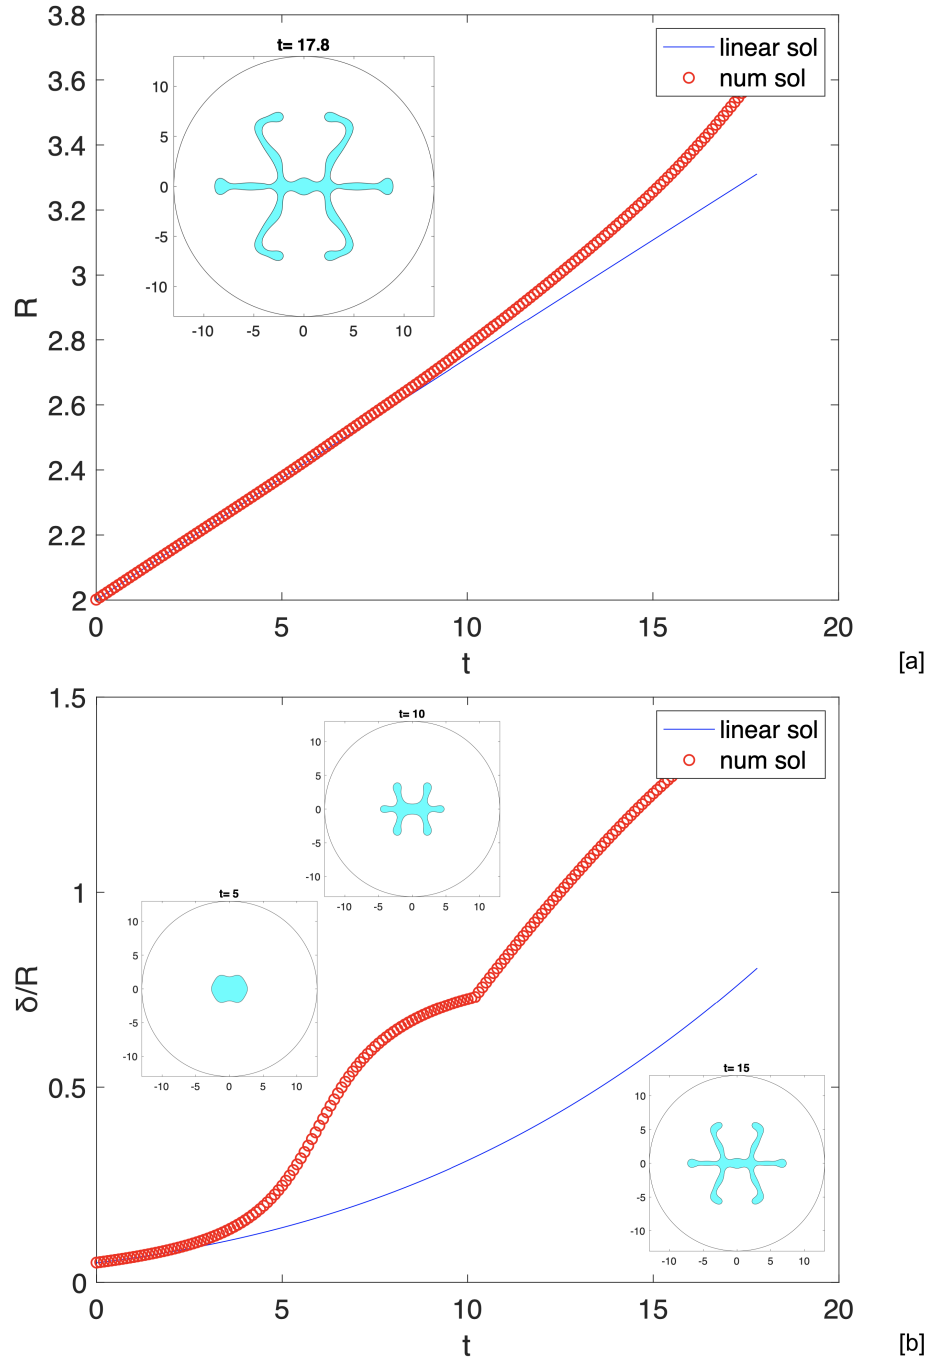 3.8
3.6
3.4
3.2
3
2.8
2.6
2.4
2.2
2
R
0 5 10 15 20
t
linear sol
num sol
t= 17.8
10
5
0
-5
-10
-10 -5 0 5 10
[a]
1.5
1
0.5
0
δ/R
0 5 10 15 20
t
linear sol
num sol
t= 10
10
5
0
-5
-10
-10 -5 0 5 10
t= 5
10
5
0
-5
-10
-10 -5 0 5 10
t= 15
10
5
0
-5
-10
-10 -5 0 5 10
[b]